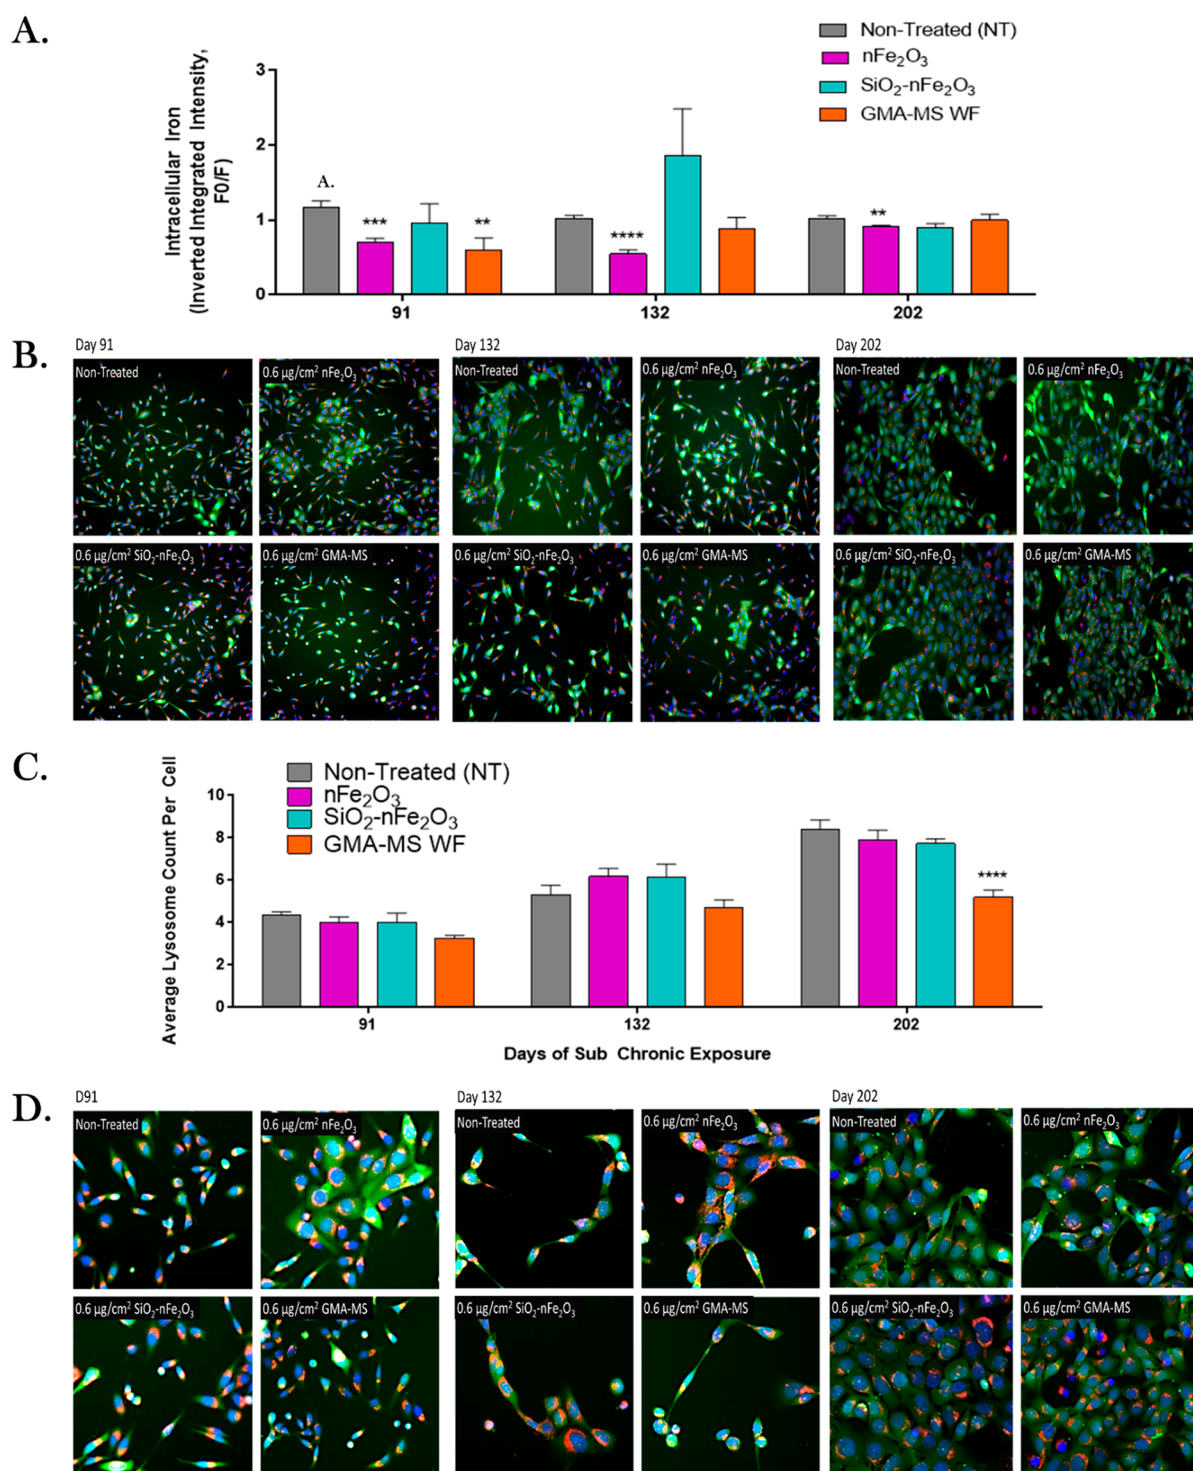 A.
Non-Treated (NT)
nFe₂O₃
SiO₂-nFe₂O₃
GMA-MS WF
Intracellular Iron
(Inverted Integrated Intensity,
F0/F)
3
2
1
0
A.
***
**
****
**
91
132
202
B.
Day 91
Day 132
Day 202
Non-Treated
0.6 µg/cm² nFe₂O₃
Non-Treated
0.6 µg/cm² nFe₂O₃
Non-Treated
0.6 µg/cm² nFe₂O₃
0.6 µg/cm² SiO₂-nFe₂O₃
0.6 µg/cm² GMA-MS
0.6 µg/cm² SiO₂-nFe₂O₃
0.6 µg/cm² GMA-MS
0.6 µg/cm² SiO₂-nFe₂O₃
0.6 µg/cm² GMA-MS
C.
Non-Treated (NT)
nFe₂O₃
SiO₂-nFe₂O₃
GMA-MS WF
Average Lysosome Count Per Cell
10
8
6
4
2
0
****
91
132
202
Days of Sub Chronic Exposure
D.
D91
Day 132
Day 202
Non-Treated
0.6 µg/cm² nFe₂O₃
Non-Treated
0.6 µg/cm² nFe₂O₃
Non-Treated
0.6 µg/cm² nFe₂O₃
0.6 µg/cm² SiO₂-nFe₂O₃
0.6 µg/cm² GMA-MS
0.6 µg/cm² SiO₂-nFe₂O₃
0.6 µg/cm² GMA-MS
0.6 µg/cm² SiO₂-nFe₂O₃
0.6 µg/cm² GMA-MS